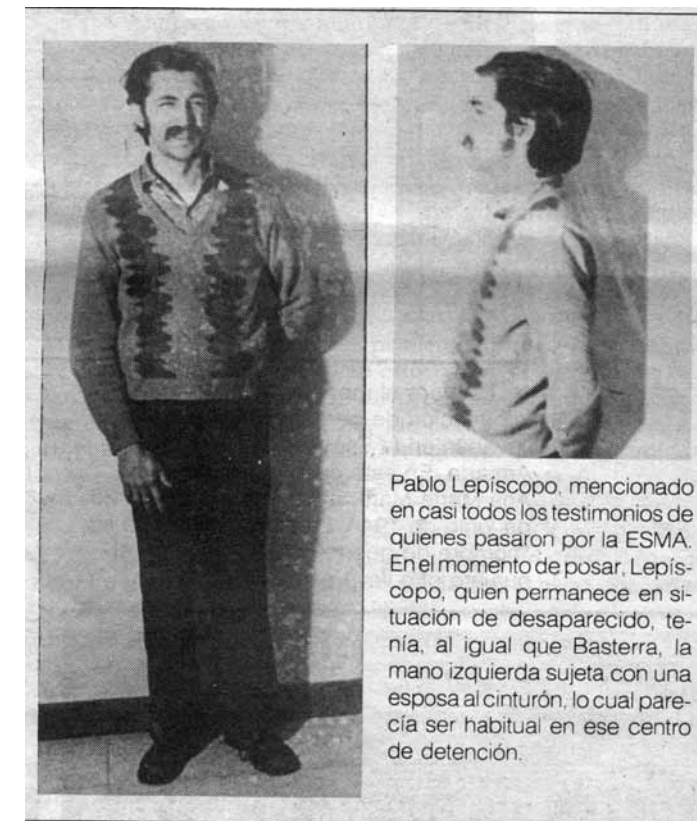 Pablo Lepíscopo, mencionado
en casi todos los testimonios de
quienes pasaron por la ESMA.
En el momento de posar, Lepís-
copo, quien permanece en si-
tuación de desaparecido, te-
nía, al igual que Basterra, la
mano izquierda sujeta con una
esposa al cinturón, lo cual pare-
cía ser habitual en ese centro
de detención.